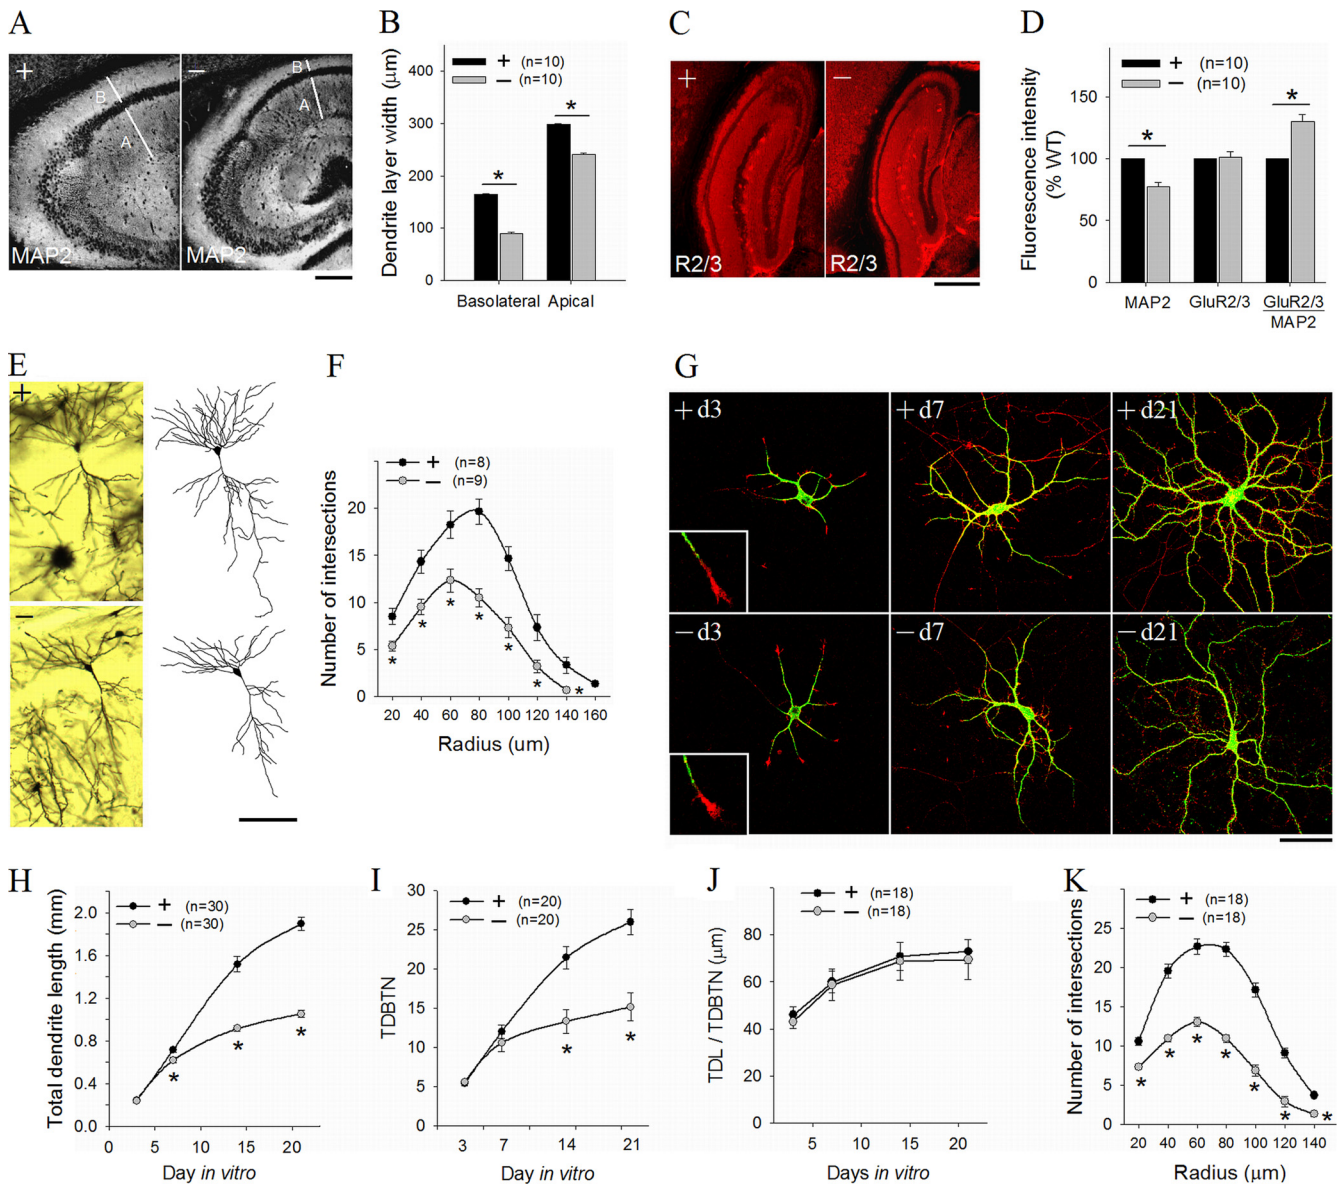 A
+
B
A
MAP2
−
B
A
MAP2
B
Dendrite layer width (μm)
400
300
200
100
0
+ (n=10)
− (n=10)
*
*
Basolateral Apical
C
+
R2/3
−
R2/3
D
Fluorescence intensity
(% WT)
150
100
50
0
+ (n=10)
− (n=10)
*
*
MAP2 GluR2/3 GluR2/3
MAP2
E
+
−
F
Number of intersections
20
15
10
5
0
+ (n=8)
− (n=9)
* * * * * * *
20 40 60 80 100 120 140 160
Radius (um)
G
+ d3
+ d7
+ d21
− d3
− d7
− d21
H
Total dendrite length (mm)
2.0
1.6
1.2
0.8
0.4
0.0
+ (n=30)
− (n=30)
* * *
0 5 10 15 20
Day in vitro
I
TDBTN
30
25
20
15
10
5
0
+ (n=20)
− (n=20)
* *
3 7 14 21
Day in vitro
J
TDL / TDBTN (μm)
80
60
40
20
0
+ (n=18)
− (n=18)
5 10 15 20
Days in vitro
K
Number of intersections
25
20
15
10
5
0
+ (n=18)
− (n=18)
* * * * * * *
20 40 60 80 100 120 140
Radius (μm)